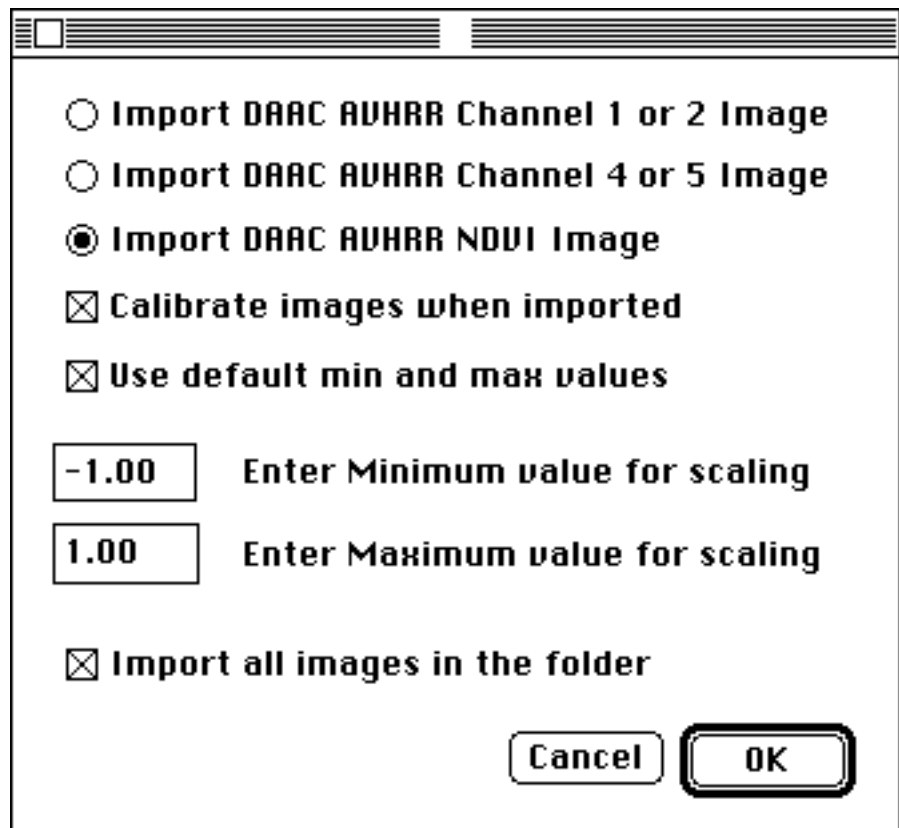 Import DAAC AVHRR Channel 1 or 2 Image
Import DAAC AVHRR Channel 4 or 5 Image
Import DAAC AVHRR NDVI Image
Calibrate images when imported
Use default min and max values
-1.00 Enter Minimum value for scaling
1.00 Enter Maximum value for scaling
Import all images in the folder
Cancel OK